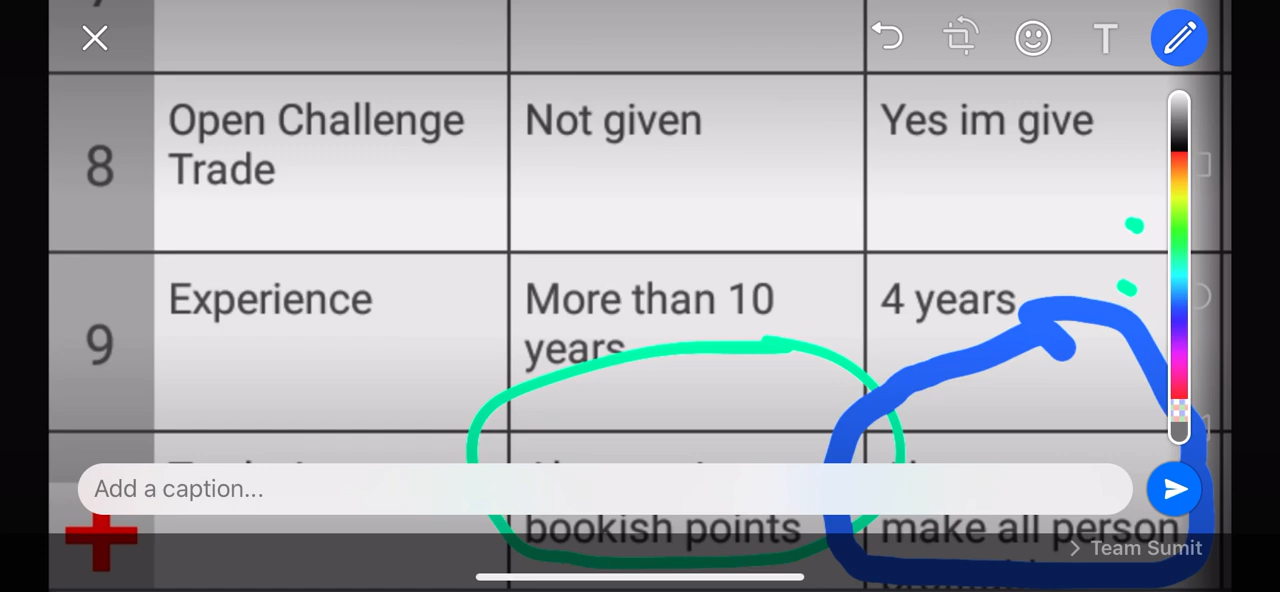 8
Open Challenge
Trade
Not given
Yes im give
9
Experience
More than 10
years
4 years
Add a caption...
bookish points
make all person
Team Sumit
T